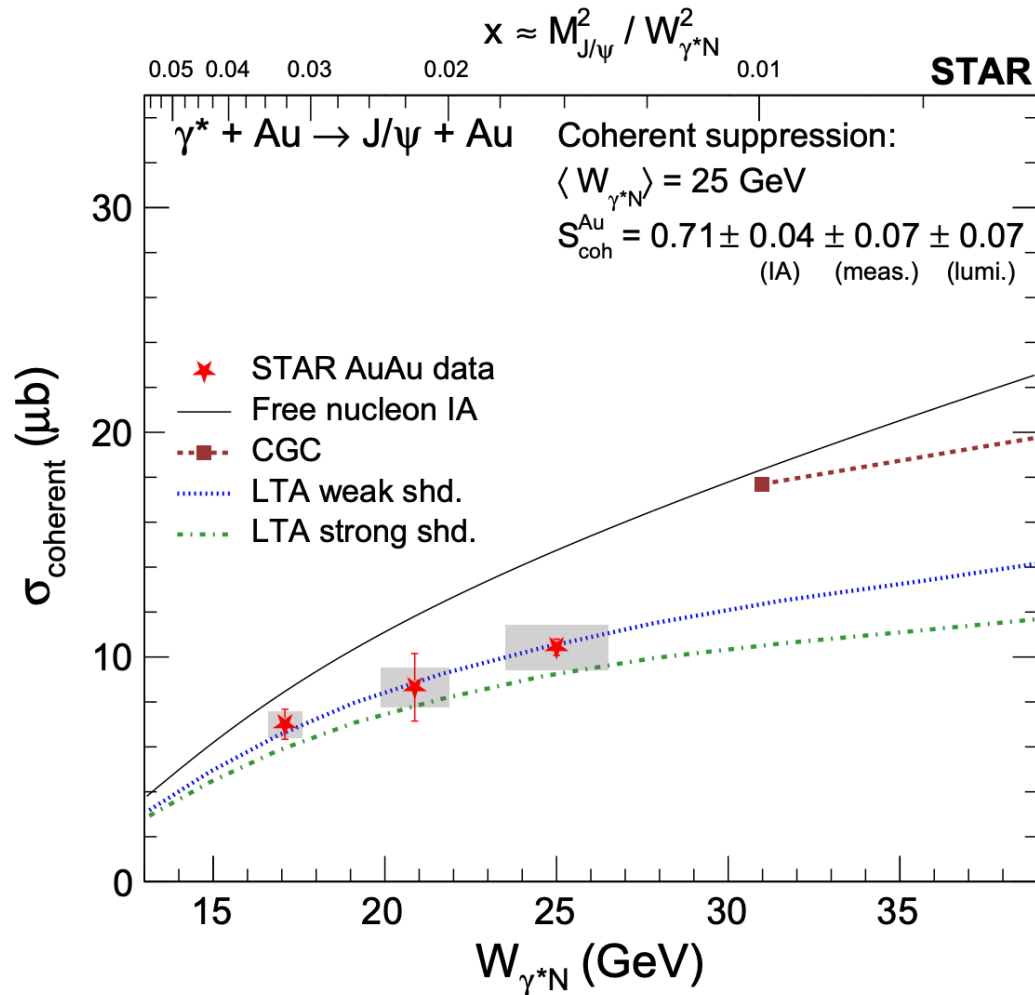 x ≈ M²J/ψ / W²γ*N
0.05 0.04 0.03 0.02 0.01
STAR
γ* + Au → J/ψ + Au
Coherent suppression:
⟨ Wγ*N ⟩ = 25 GeV
S^Au_coh = 0.71 ± 0.04 ± 0.07 ± 0.07
(IA) (meas.) (lumi.)
STAR AuAu data
Free nucleon IA
CGC
LTA weak shd.
LTA strong shd.
σcoherent (μb)
30
20
10
0
15 20 25 30 35
Wγ*N (GeV)